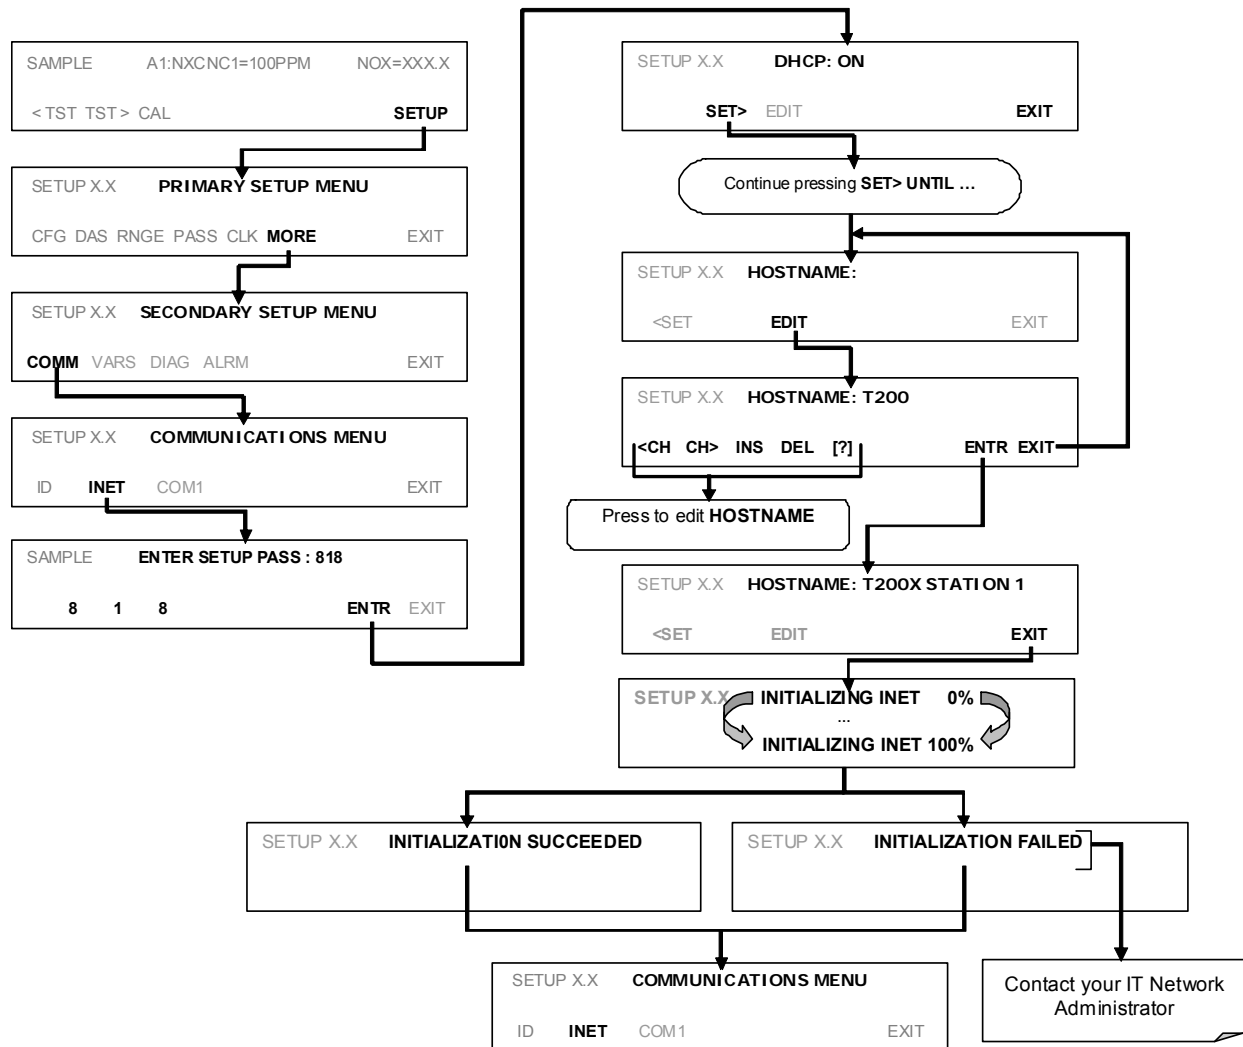 SAMPLE A1:NXCNC1=100PPM NOX=XXX.X
< TST TST > CAL SETUP
SETUP X.X PRIMARY SETUP MENU
CFG DAS RNGE PASS CLK MORE EXIT
SETUP X.X SECONDARY SETUP MENU
COMM VARS DIAG ALRM EXIT
SETUP X.X COMMUNICATIONS MENU
ID INET COM1 EXIT
SAMPLE ENTER SETUP PASS : 818
8 1 8 ENTR EXIT
SETUP X.X DHCP: ON
SET> EDIT EXIT
Continue pressing SET> UNTIL ...
SETUP X.X HOSTNAME:
<SET EDIT EXIT
SETUP X.X HOSTNAME: T200
<CH CH> INS DEL [?] ENTR EXIT
Press to edit HOSTNAME
SETUP X.X HOSTNAME: T200X STATION 1
<SET EDIT EXIT
SETUP X.X INITIALIZING INET 0%
...
INITIALIZING INET 100%
SETUP X.X INITIALIZATI0N SUCCEEDED
SETUP X.X INITIALIZATION FAILED
SETUP X.X COMMUNICATIONS MENU
ID INET COM1 EXIT
Contact your IT Network
Administrator